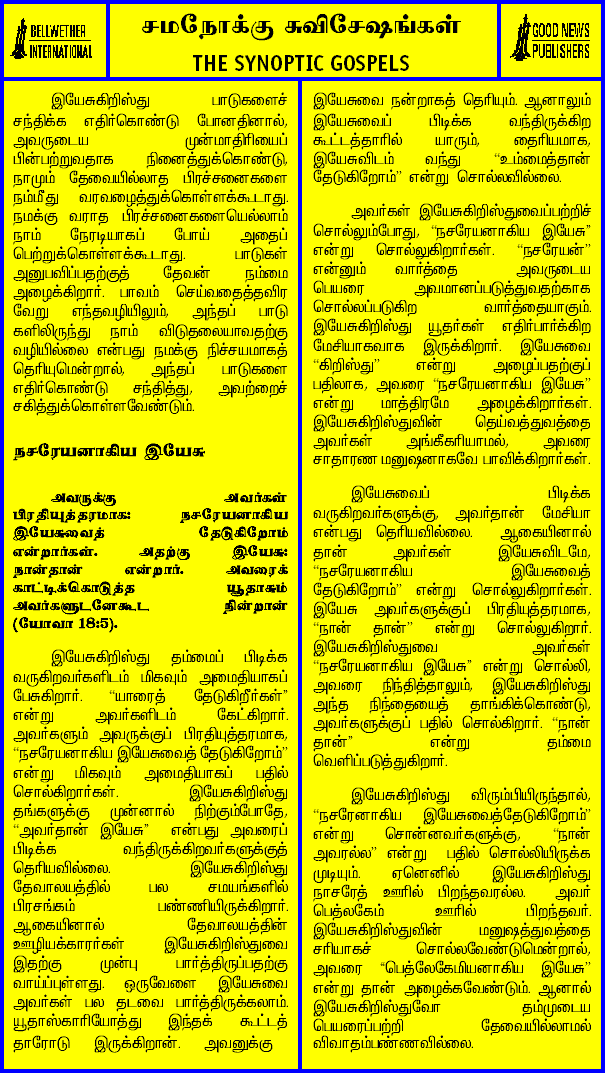 BELLWETHER
INTERNATIONAL
சமநோக்கு சுவிசேஷங்கள்
THE SYNOPTIC GOSPELS
GOOD NEWS
PUBLISHERS
இயேசுகிறிஸ்து பாடுகளைச்
சந்திக்க எதிர்கொண்டு போனதினால்,
அவருடைய முன்மாதிரியைப்
பின்பற்றுவதாக நினைத்துக்கொண்டு,
நாமும் தேவையில்லாத பிரச்சனைகளை
நம்மீது வரவழைத்துக்கொள்ளக்கூடாது.
நமக்கு வராத பிரச்சனைகளையெல்லாம்
நாம் நேரடியாகப் போய் அதைப்
பெற்றுக்கொள்ளக்கூடாது. பாடுகள்
அனுபவிப்பதற்குத் தேவன் நம்மை
அழைக்கிறார். பாவம் செய்வதைத்தவிர
வேறு எந்தவழியிலும், அந்தப் பாடு
களிலிருந்து நாம் விடுதலையாவதற்கு
வழியில்லை என்பது நமக்கு நிச்சயமாகத்
தெரியுமென்றால், அந்தப் பாடுகளை
எதிர்கொண்டு சந்தித்து, அவற்றைச்
சகித்துக்கொள்ளவேண்டும்.
நசரேயனாகிய இயேசு
அவருக்கு அவர்கள்
பிரதியுத்தரமாக: நசரேயனாகிய
இயேசுவைத் தேடுகிறோம்
என்றார்கள். அதற்கு இயேசு:
நான்தான் என்றார். அவரைக்
காட்டிக்கொடுத்த யூதாசும்
அவர்களுடனேகூட நின்றான்
(யோவா 18:5).
இயேசுகிறிஸ்து தம்மைப் பிடிக்க
வருகிறவர்களிடம் மிகவும் அமைதியாகப்
பேசுகிறார். "யாரைத் தேடுகிறீர்கள்"
என்று அவர்களிடம் கேட்கிறார்.
அவர்களும் அவருக்குப் பிரதியுத்தரமாக,
"நசரேயனாகிய இயேசுவைத் தேடுகிறோம்"
என்று மிகவும் அமைதியாகப் பதில்
சொல்கிறார்கள். இயேசுகிறிஸ்து
தங்களுக்கு முன்னால் நிற்கும்போதே,
"அவர்தான் இயேசு" என்பது அவரைப்
பிடிக்க வந்திருக்கிறவர்களுக்குத்
தெரியவில்லை. இயேசுகிறிஸ்து
தேவாலயத்தில் பல சமயங்களில்
பிரசங்கம் பண்ணியிருக்கிறார்.
ஆகையினால் தேவாலயத்தின்
ஊழியக்காரர்கள் இயேசுகிறிஸ்துவை
இதற்கு முன்பு பார்த்திருப்பதற்கு
வாய்ப்புள்ளது. ஒருவேளை இயேசுவை
அவர்கள் பல தடவை பார்த்திருக்கலாம்.
யூதாஸ்காரியோத்து இந்தக் கூட்டத்
தாரோடு இருக்கிறான். அவனுக்கு
இயேசுவை நன்றாகத் தெரியும். ஆனாலும்
இயேசுவைப் பிடிக்க வந்திருக்கிற
கூட்டத்தாரில் யாரும், தைரியமாக,
இயேசுவிடம் வந்து "உம்மைத்தான்
தேடுகிறோம்" என்று சொல்லவில்லை.
அவர்கள் இயேசுகிறிஸ்துவைப்பற்றிச்
சொல்லும்போது, "நசரேயனாகிய இயேசு"
என்று சொல்லுகிறார்கள். "நசரேயன்"
என்னும் வார்த்தை அவருடைய
பெயரை அவமானப்படுத்துவதற்காக
சொல்லப்படுகிற வார்த்தையாகும்.
இயேசுகிறிஸ்து யூதர்கள் எதிர்பார்க்கிற
மேசியாவாக இருக்கிறார். இயேசுவை
"கிறிஸ்து" என்று அழைப்பதற்குப்
பதிலாக, அவரை "நசரேயனாகிய இயேசு"
என்று மாத்திரமே அழைக்கிறார்கள்.
இயேசுகிறிஸ்துவின் தெய்வத்துவத்தை
அவர்கள் அங்கீகரியாமல், அவரை
சாதாரண மனுஷனாகவே பாவிக்கிறார்கள்.
இயேசுவைப் பிடிக்க
வருகிறவர்களுக்கு, அவர்தான் மேசியா
என்பது தெரியவில்லை. ஆகையினால்
தான் அவர்கள் இயேசுவிடமே,
"நசரேயனாகிய இயேசுவைத்
தேடுகிறோம்" என்று சொல்லுகிறார்கள்.
இயேசு அவர்களுக்குப் பிரதியுத்தரமாக,
"நான் தான்" என்று சொல்லுகிறார்.
இயேசுகிறிஸ்துவை அவர்கள்
"நசரேயனாகிய இயேசு" என்று சொல்லி,
அவரை நிந்தித்தாலும், இயேசுகிறிஸ்து
அந்த நிந்தையைத் தாங்கிக்கொண்டு,
அவர்களுக்குப் பதில் சொல்கிறார். "நான்
தான்" என்று தம்மை
வெளிப்படுத்துகிறார்.
இயேசுகிறிஸ்து விரும்பியிருந்தால்,
"நசரேனாகிய இயேசுவைத்தேடுகிறோம்"
என்று சொன்னவர்களுக்கு, "நான்
அவரல்ல" என்று பதில் சொல்லியிருக்க
முடியும். ஏனெனில் இயேசுகிறிஸ்து
நாசரேத் ஊரில் பிறந்தவரல்ல. அவர்
பெத்லகேம் ஊரில் பிறந்தவர்.
இயேசுகிறிஸ்துவின் மனுஷத்துவத்தை
சரியாகச் சொல்லவேண்டுமென்றால்,
அவரை "பெத்லேகேமியனாகிய இயேசு"
என்று தான் அழைக்கவேண்டும். ஆனால்
இயேசுகிறிஸ்துவோ தம்முடைய
பெயரைப்பற்றி தேவையில்லாமல்
விவாதம்பண்ணவில்லை.